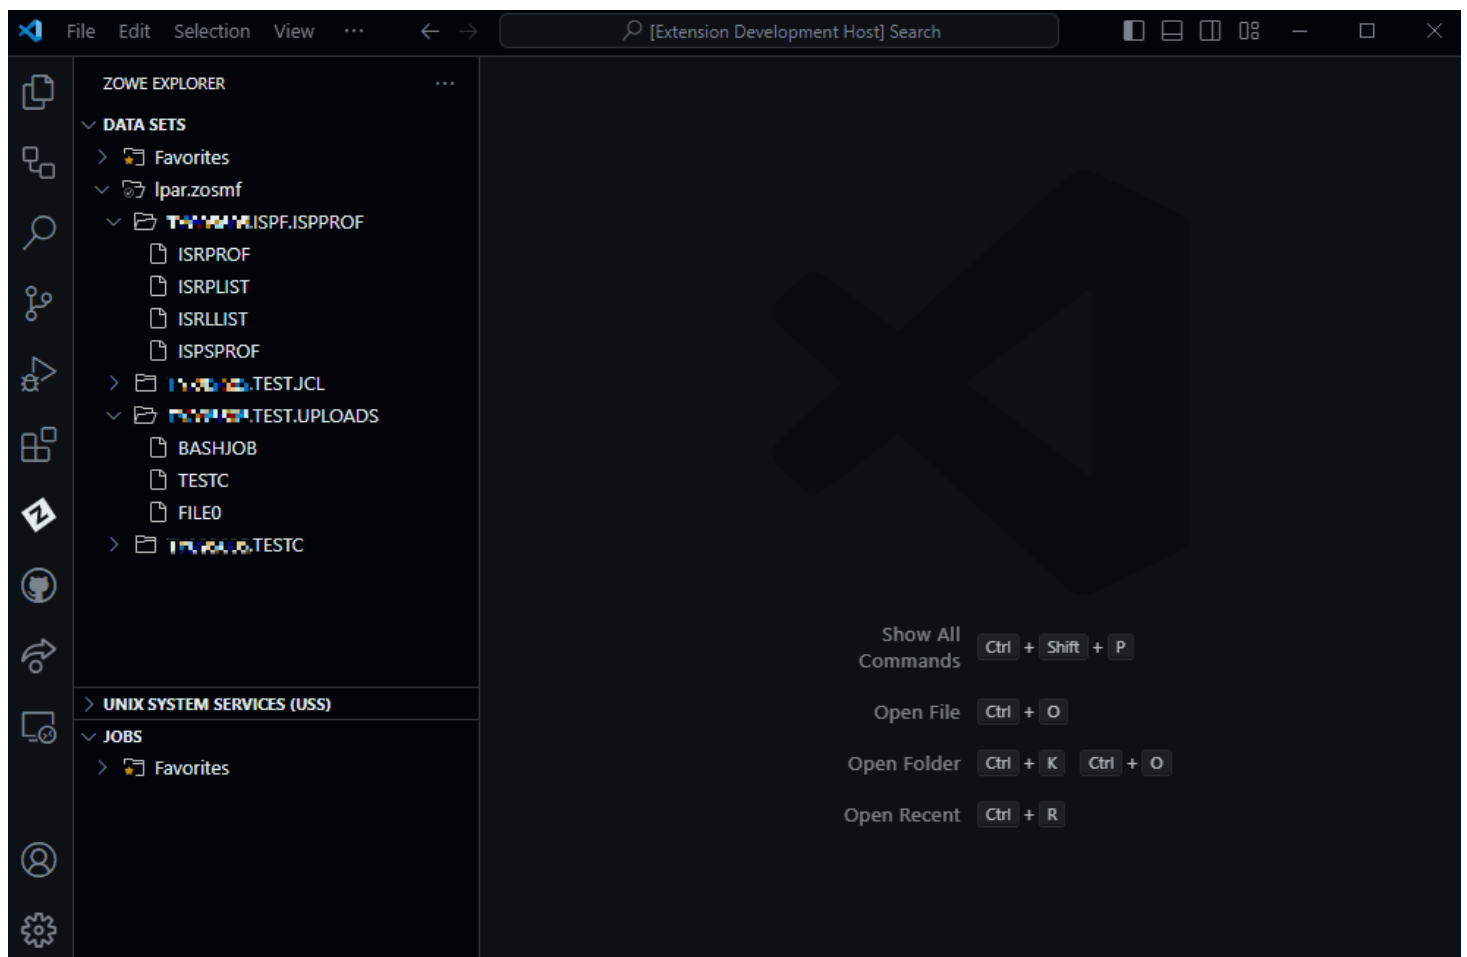 File Edit Selection View ···
[Extension Development Host] Search
ZOWE EXPLORER ···
DATA SETS
Favorites
lpar.zosmf
.ISPF.ISPPROF
ISRPROF
ISRPLIST
ISRLLIST
ISPSPROF
.TEST.JCL
.TEST.UPLOADS
BASHJOB
TESTC
FILE0
.TESTC
UNIX SYSTEM SERVICES (USS)
JOBS
Favorites
Show All
Commands Ctrl + Shift + P
Open File Ctrl + O
Open Folder Ctrl + K Ctrl + O
Open Recent Ctrl + R